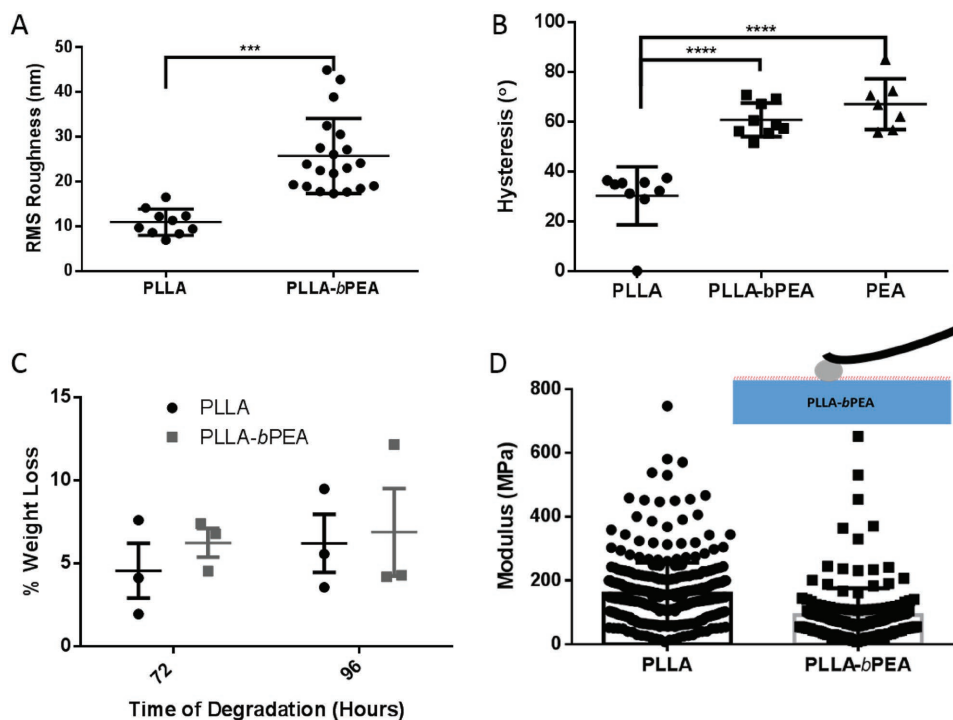 A
RMS Roughness (nm)
50
40
30
20
10
0
***
PLLA
PLLA-bPEA
B
Hysteresis (°)
100
80
60
40
20
0
****
****
PLLA
PLLA-bPEA
PEA
C
% Weight Loss
15
10
5
0
PLLA
PLLA-bPEA
72
96
Time of Degradation (Hours)
D
PLLA-bPEA
Modulus (MPa)
800
600
400
200
0
PLLA
PLLA-bPEA